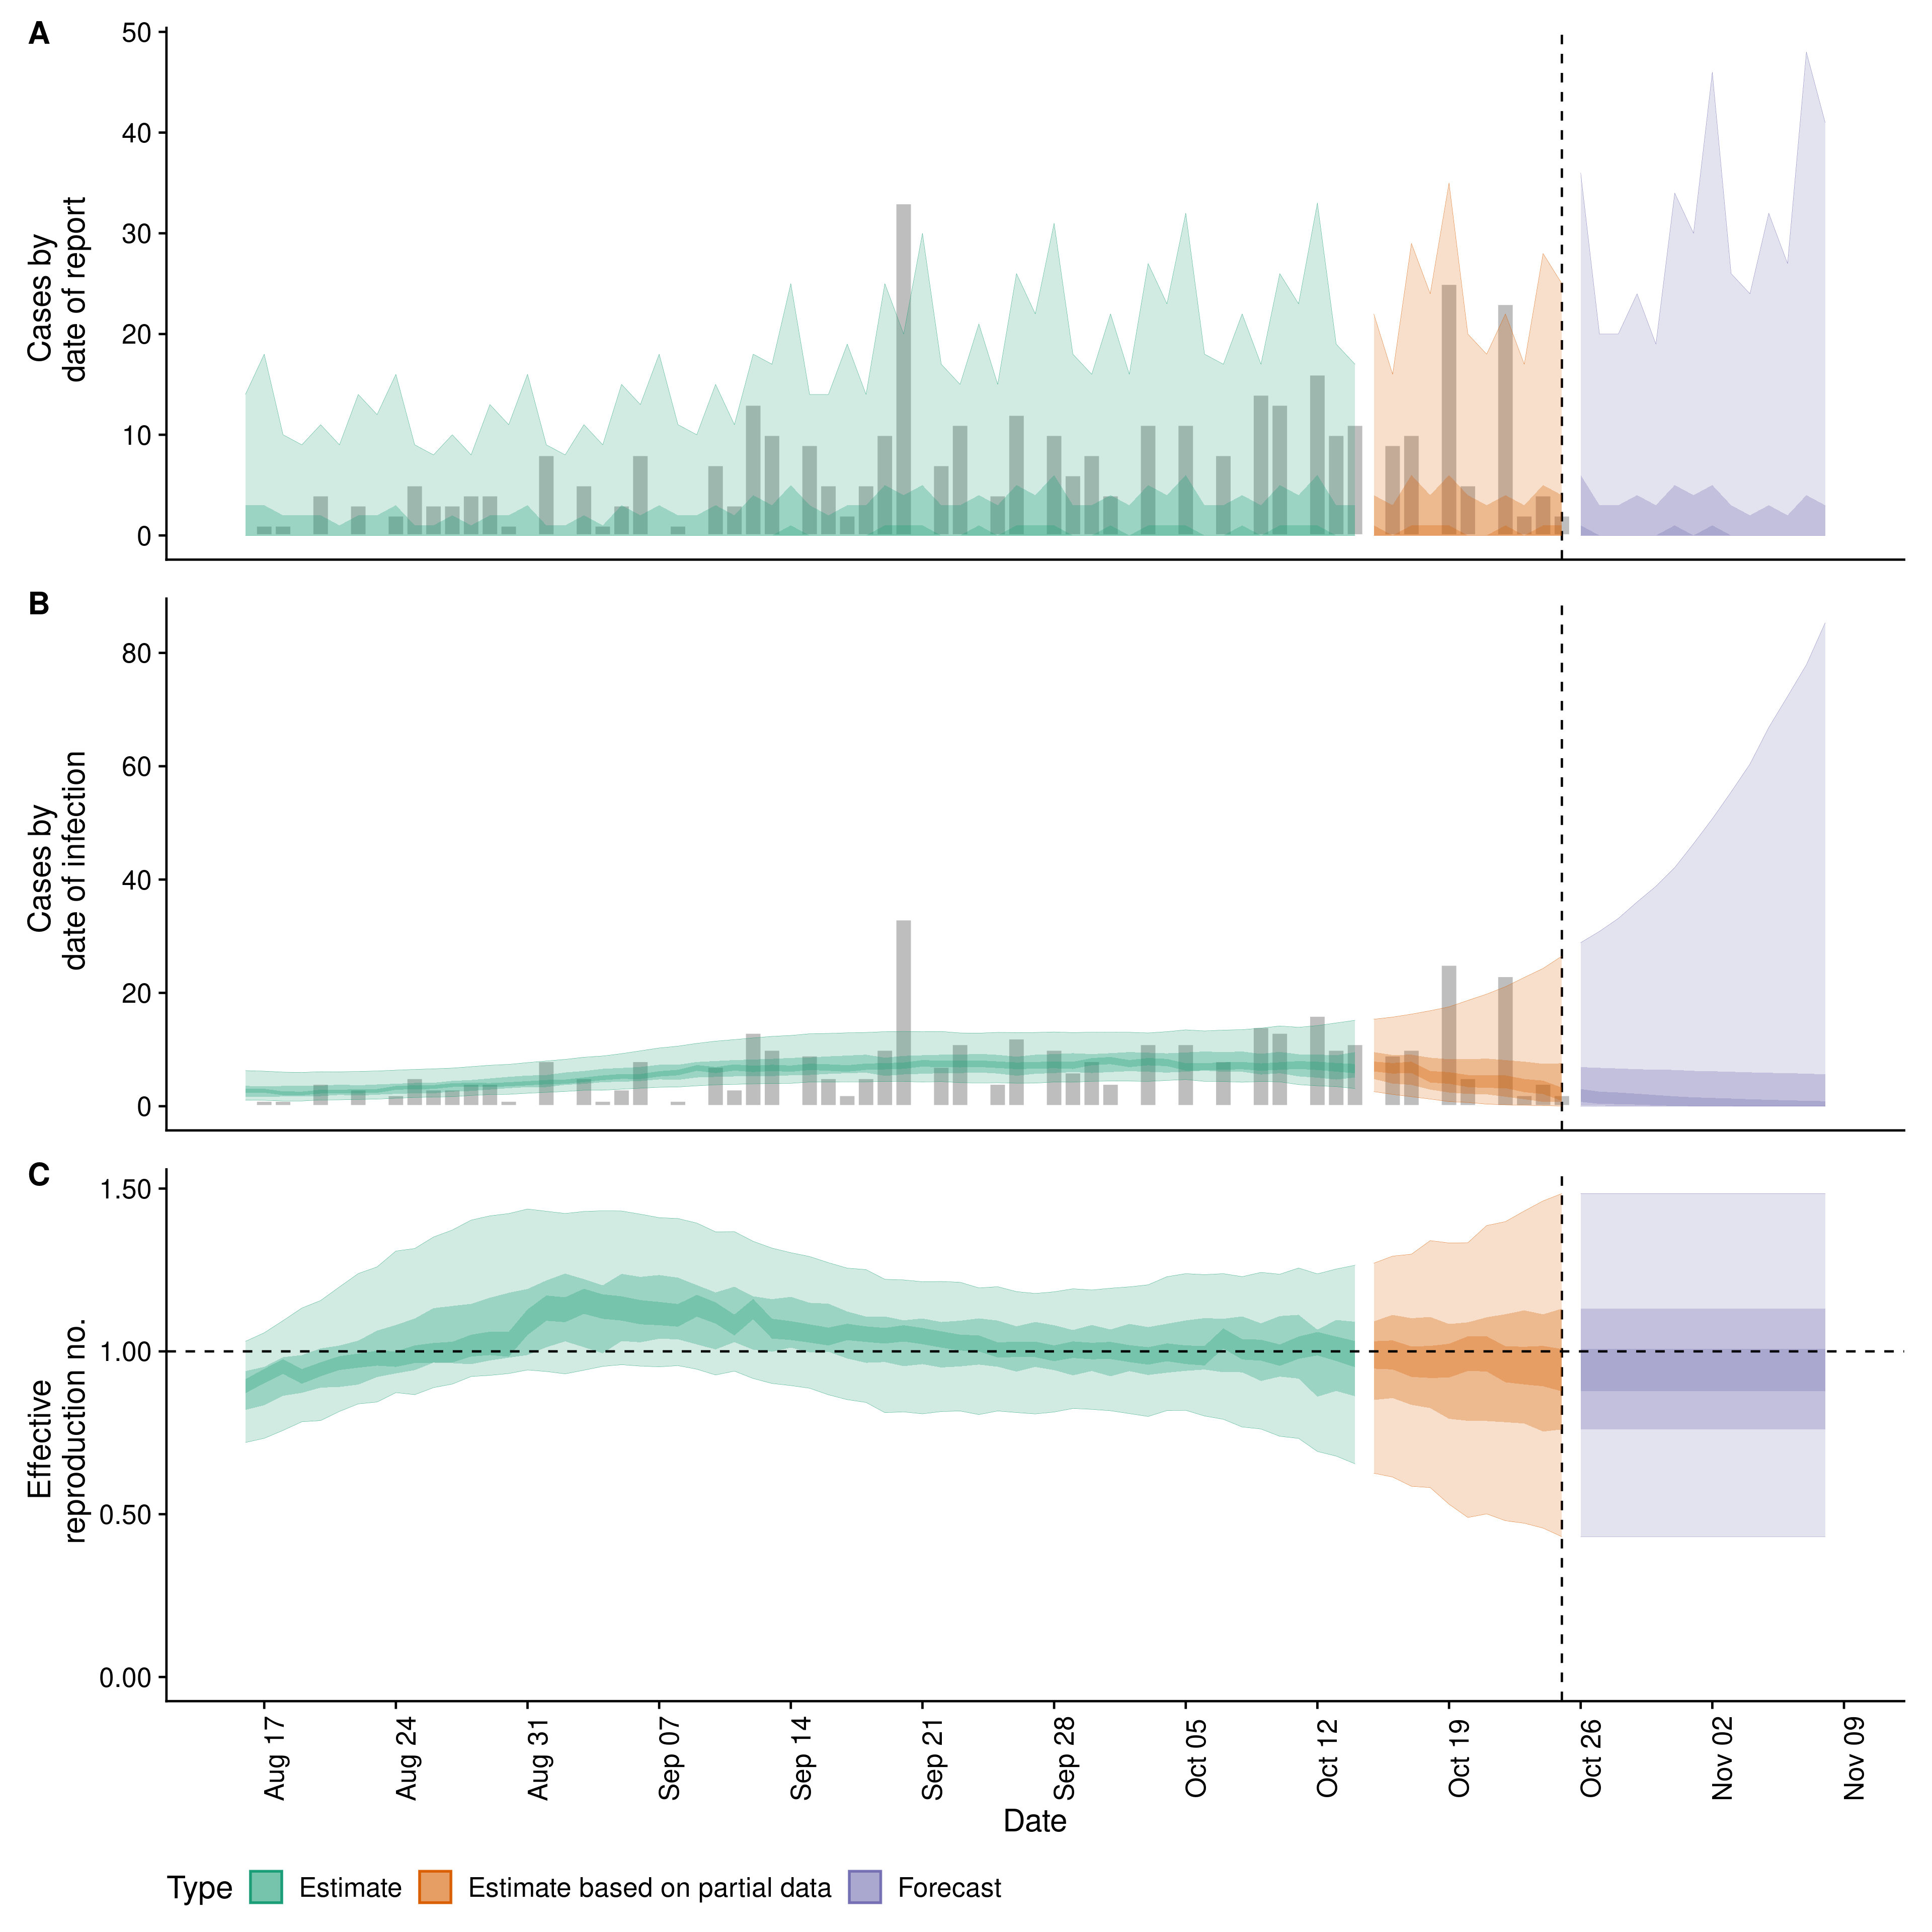 A
50
40
30
20
10
0
Cases by
date of report
B
80
60
40
20
0
Cases by
date of infection
C
1.50
1.00
0.50
0.00
Effective
reproduction no.
Aug 17
Aug 24
Aug 31
Sep 07
Sep 14
Sep 21
Sep 28
Oct 05
Oct 12
Oct 19
Oct 26
Nov 02
Nov 09
Date
Type Estimate Estimate based on partial data Forecast